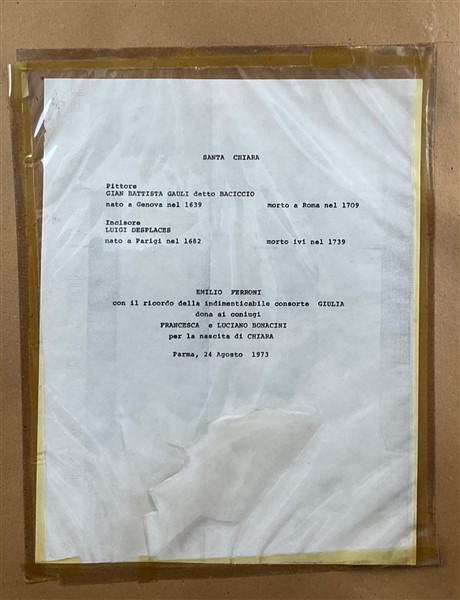 SANTA CHIARA
Pittore
GIAN BATTISTA GAULI detto BACICCIO
nato a Genova nel 1639 morto a Roma nel 1709
Incisore
LUIGI DESPLACES
nato a Parigi nel 1682 morto ivi nel 1739
EMILIO FERRONI
con il ricordo della indimenticabile consorte GIULIA
dona ai coniugi
FRANCESCA e LUCIANO BONACINI
per la nascita di CHIARA
Parma, 24 Agosto 1973